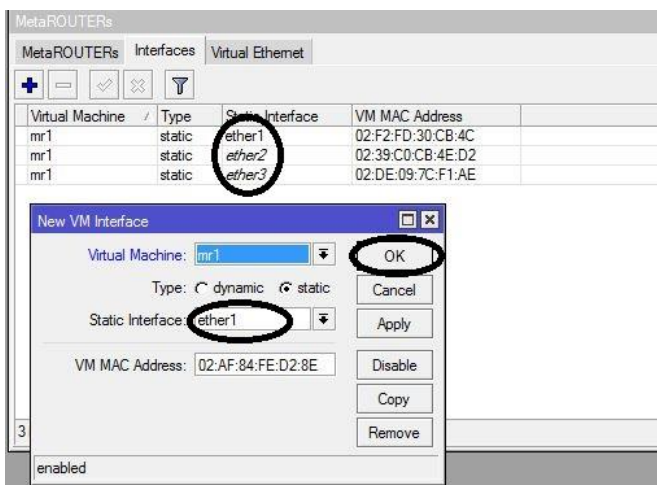 MetaROUTERs
MetaROUTERs Interfaces Virtual Ethernet
Virtual Machine Type Static Interface VM MAC Address
mr1 static ether1 02:F2:FD:30:CB:4C
mr1 static ether2 02:39:C0:CB:4E:D2
mr1 static ether3 02:DE:09:7C:F1:AE
New VM Interface
Virtual Machine: mr1 OK
Type: dynamic static Cancel
Static Interface: ether1 Apply
VM MAC Address: 02:AF:84:FE:D2:8E Disable
Copy
3 Remove
enabled